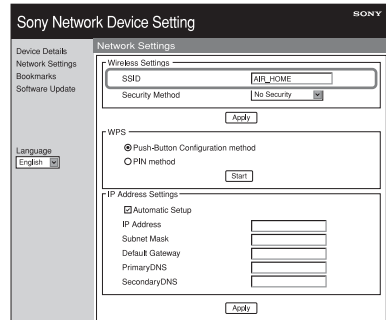 Sony Network Device Setting
SONY
Device Details
Network Settings
Bookmarks
Software Update
Language
English
Network Settings
Wireless Settings
SSID AIR_HOME
Security Method No Security
Apply
WPS
Push-Button Configuration method
PIN method
Start
IP Address Settings
Automatic Setup
IP Address
Subnet Mask
Default Gateway
PrimaryDNS
SecondaryDNS
Apply